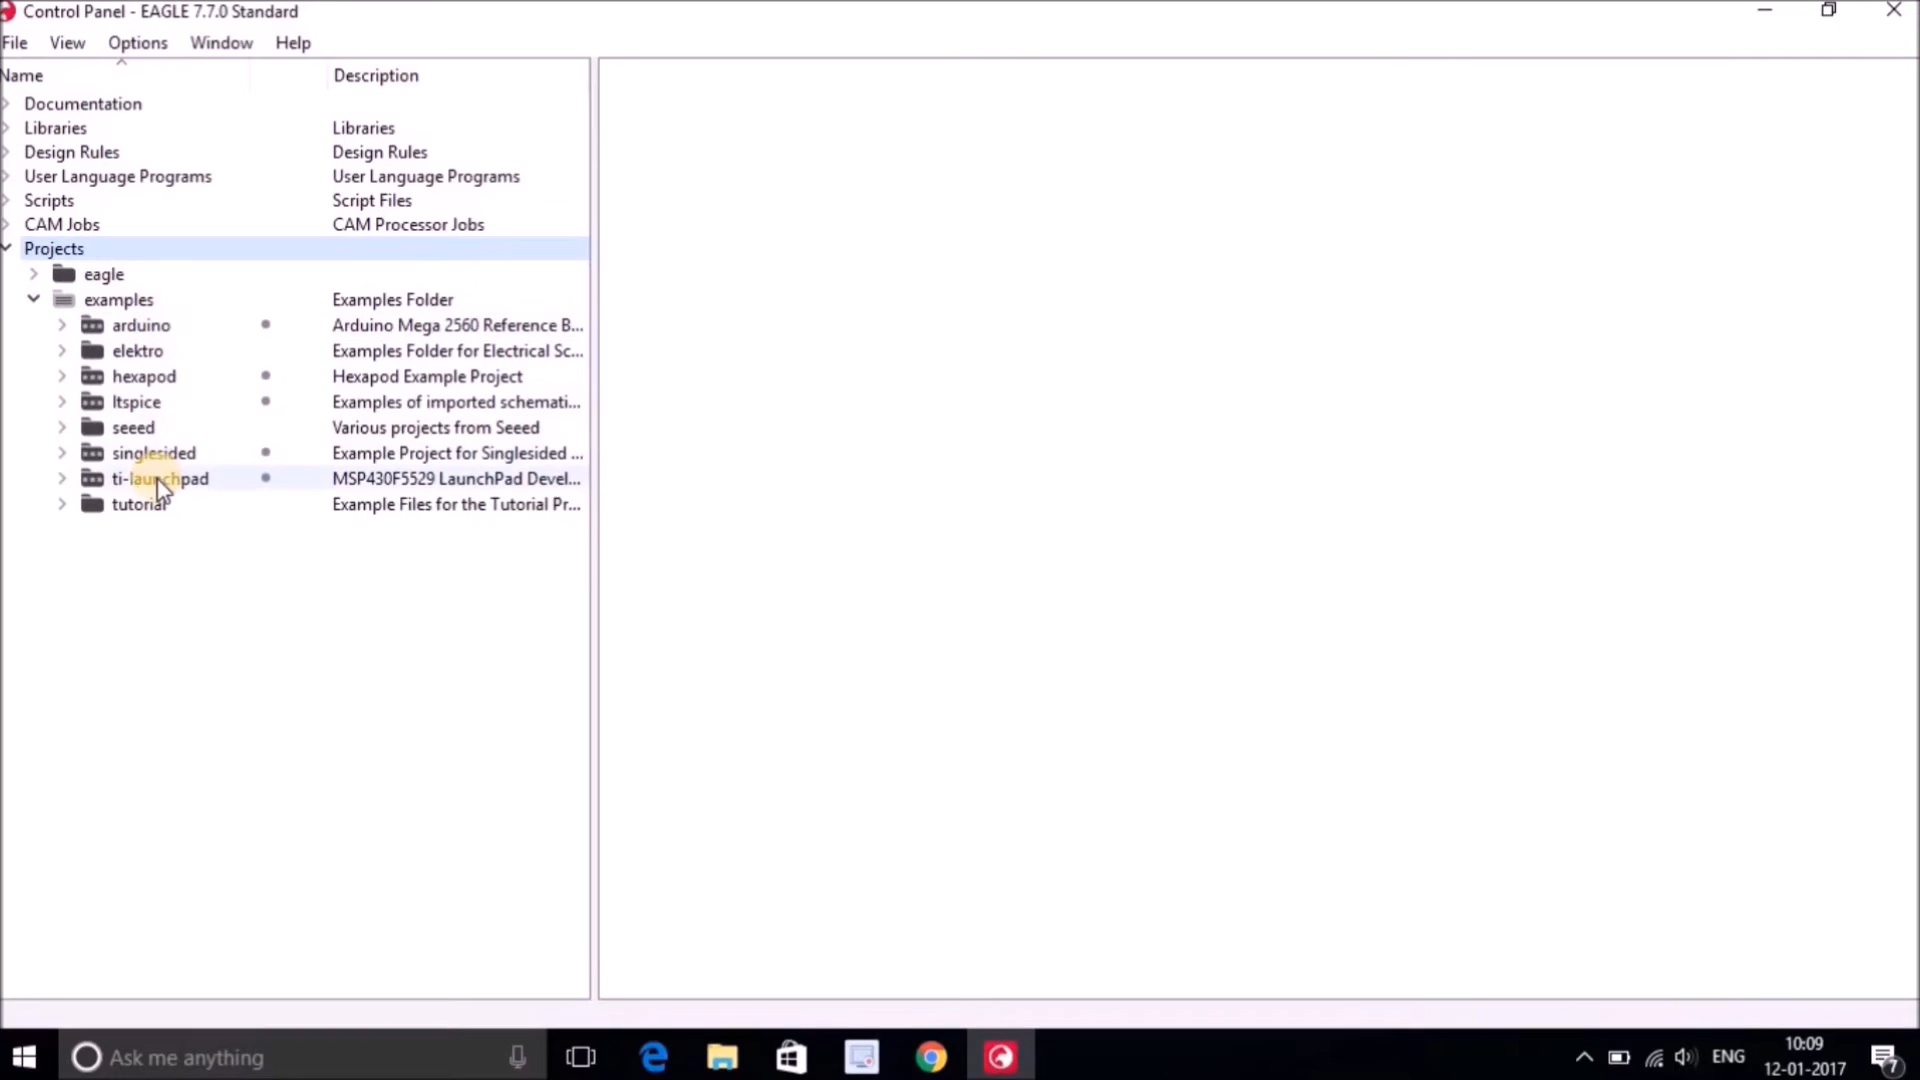 Control Panel - EAGLE 7.7.0 Standard
File View Options Window Help
Name Description
Documentation
Libraries Libraries
Design Rules Design Rules
User Language Programs User Language Programs
Scripts Script Files
CAM Jobs CAM Processor Jobs
Projects
eagle
examples Examples Folder
arduino Arduino Mega 2560 Reference B...
elektro Examples Folder for Electrical Sc...
hexapod Hexapod Example Project
ltspice Examples of imported schemati...
seeed Various projects from Seeed
singlesided Example Project for Singlesided ...
ti-launchpad MSP430F5529 LaunchPad Devel...
tutorial Example Files for the Tutorial Pr...
Ask me anything ENG 10:09
12-01-2017 7